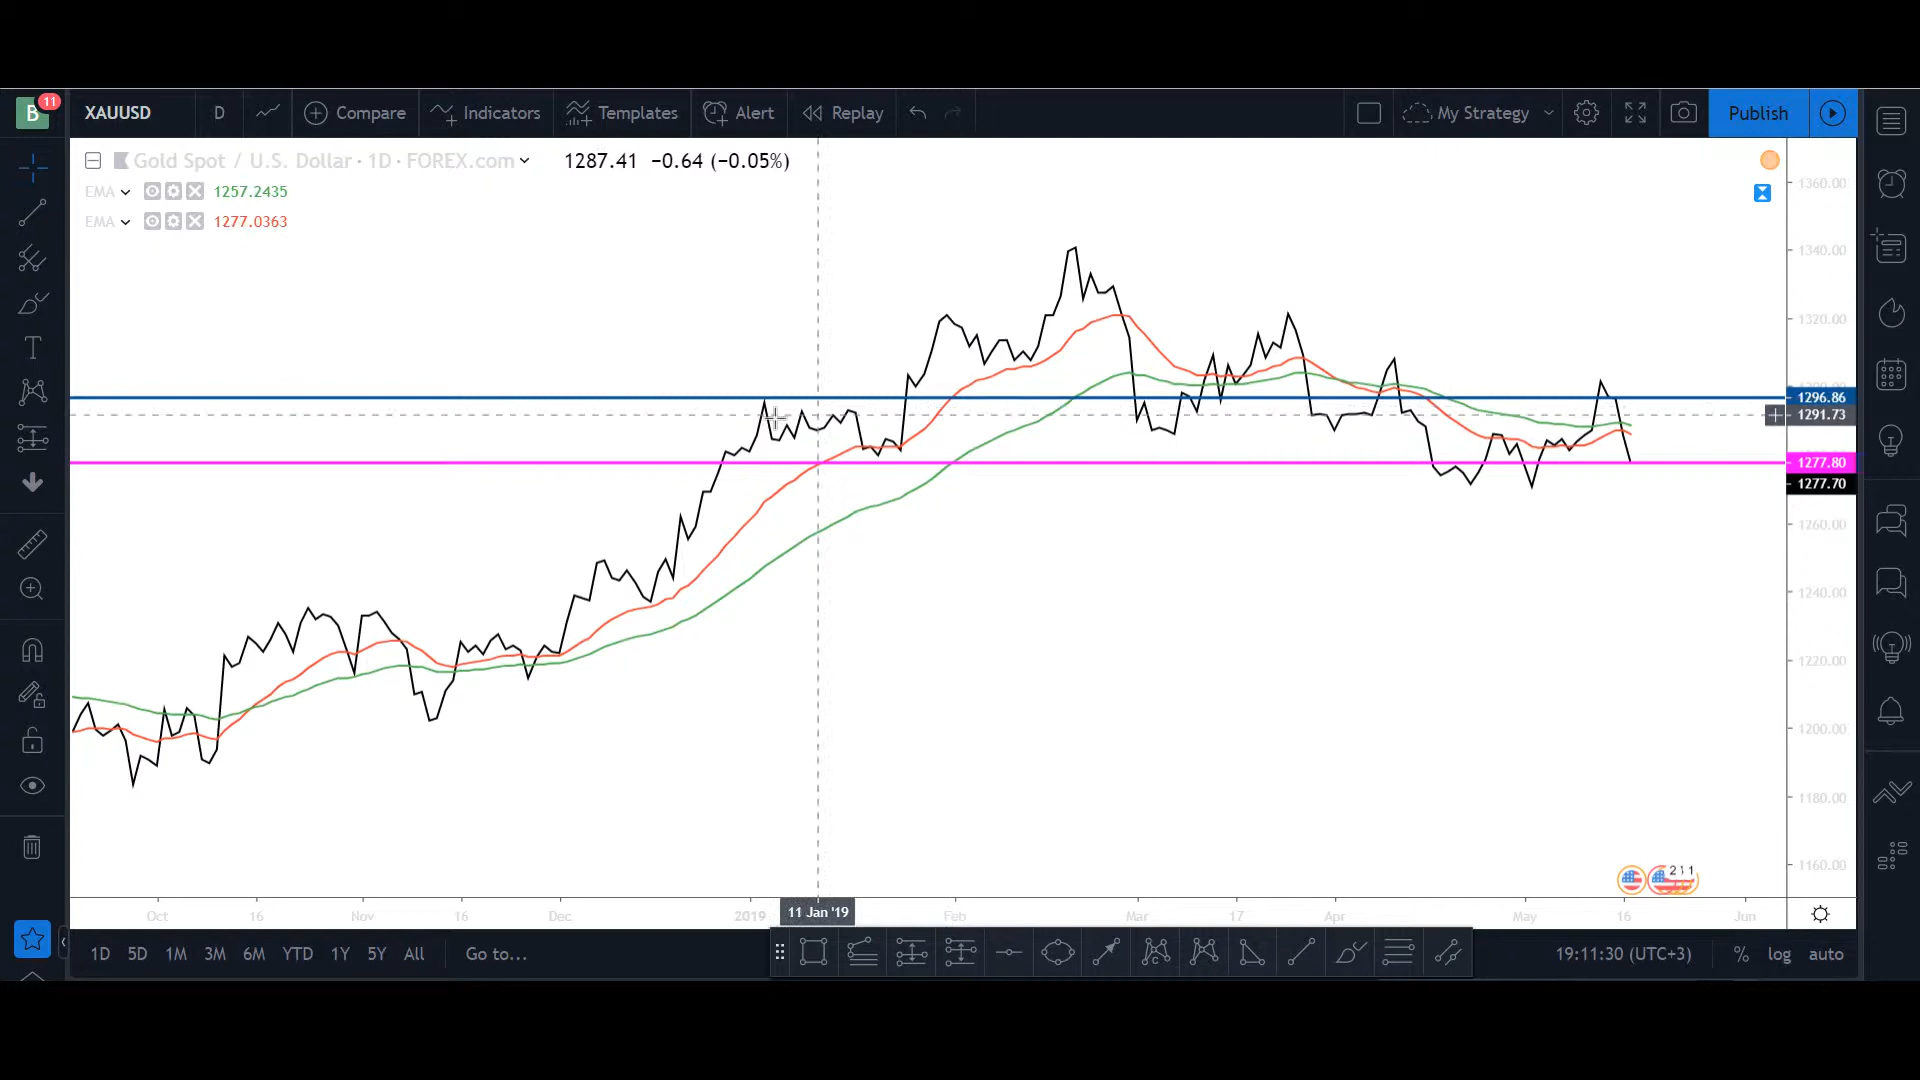 B 11 XAUUSD D Compare Indicators Templates Alert Replay My Strategy Publish
Gold Spot / U.S. Dollar · 1D · FOREX.com 1287.41 −0.64 (−0.05%)
EMA 1257.2435
EMA 1277.0363
1360.00
1340.00
1320.00
1296.86
1291.73
1277.80
1277.70
1260.00
1240.00
1220.00
1200.00
1180.00
1160.00
2 1 1
Oct 16 Nov 16 Dec 2019 11 Jan '19 Feb Mar 17 Apr May 16 Jun
1D 5D 1M 3M 6M YTD 1Y 5Y All Go to... 19:11:30 (UTC+3) % log auto